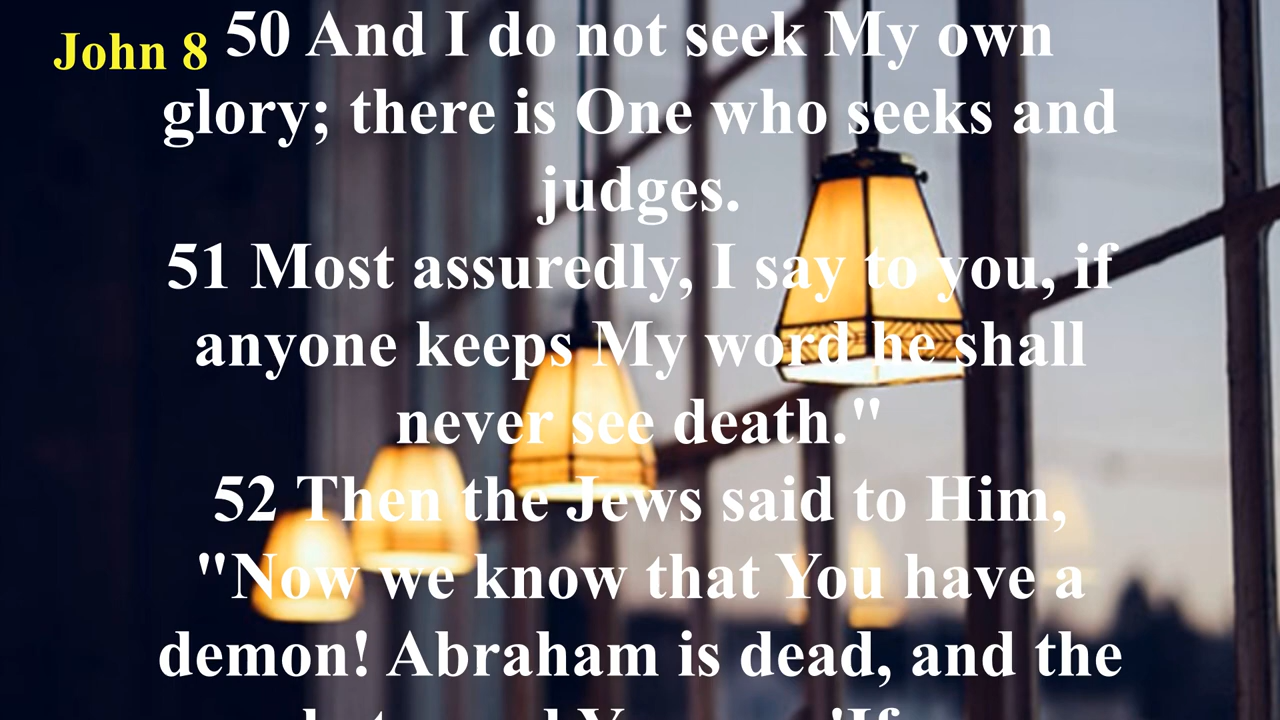 John 8
50 And I do not seek My own
glory; there is One who seeks and
judges.
51 Most assuredly, I say to you, if
anyone keeps My word he shall
never see death."
52 Then the Jews said to Him,
"Now we know that You have a
demon! Abraham is dead, and the